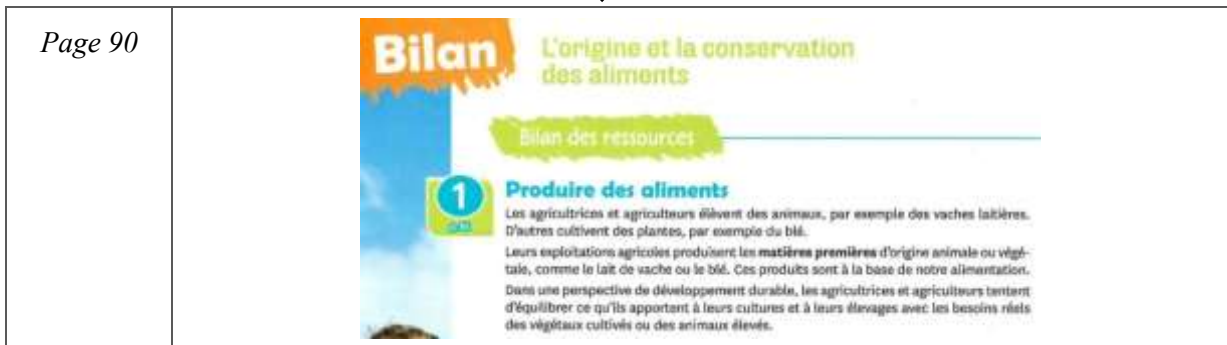 Page 90
Bilan
L'origine et la conservation
des aliments
Bilan des ressources
1
Produire des aliments
Les agricultrices et agriculteurs élèvent des animaux, par exemple des vaches laitières.
D'autres cultivent des plantes, par exemple du blé.
Leurs exploitations agricoles produisent les matières premières d'origine animale ou végé-
tale, comme le lait de vache ou le blé. Ces produits sont à la base de notre alimentation.
Dans une perspective de développement durable, les agricultrices et agriculteurs tentent
d'équilibrer ce qu'ils apportent à leurs cultures et à leurs élevages avec les besoins réels
des végétaux cultivés ou des animaux élevés.